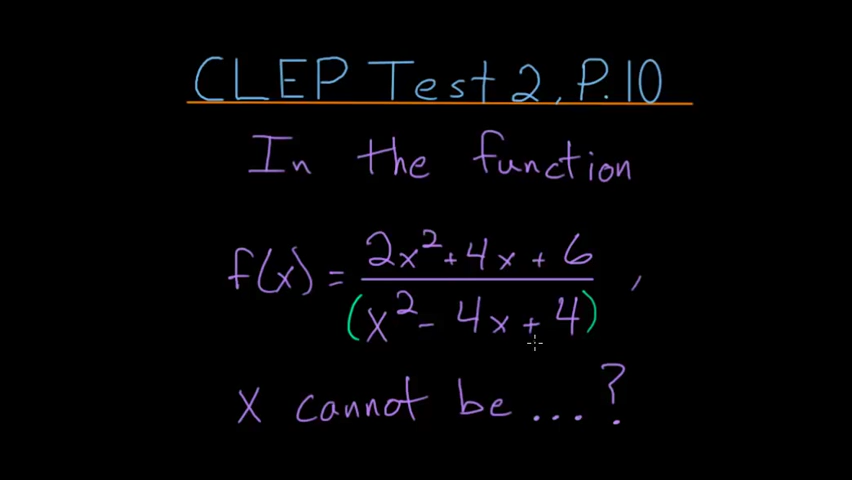 CLEP Test 2, P.10
In the function
f(x) = 2x²+4x+6
(x²-4x+4) ,
X cannot be ...?